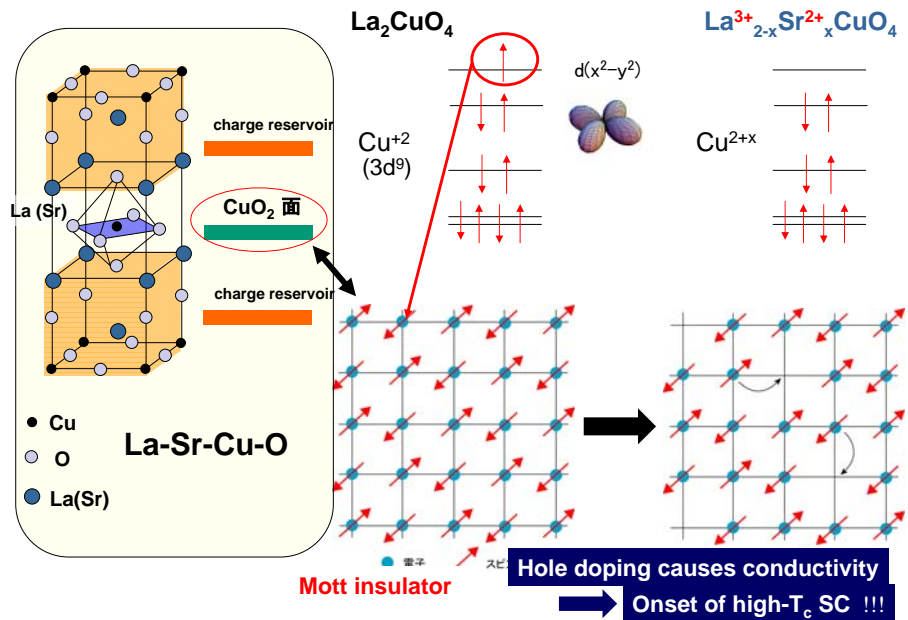 La₂CuO₄
La³⁺₂₋ₓSr²⁺ₓCuO₄
d(x²−y²)
charge reservoir
Cu⁺²
(3d⁹)
Cu²⁺ˣ
La (Sr)
CuO₂ 面
charge reservoir
Cu
O
La(Sr)
La-Sr-Cu-O
電子
Mott insulator
Hole doping causes conductivity
Onset of high-T_c SC !!!